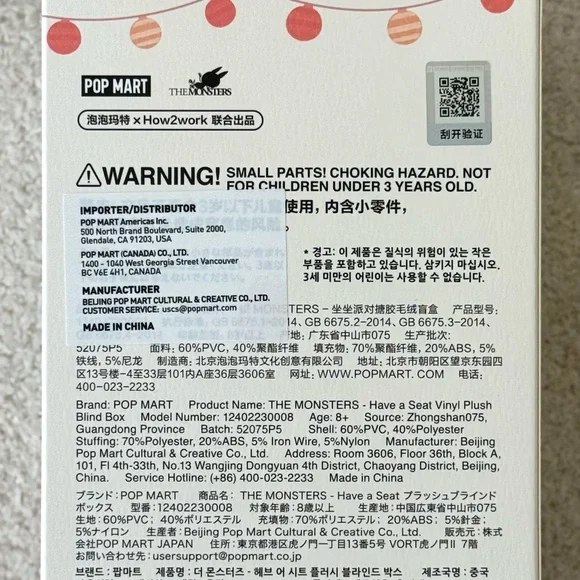 POP MART THE MONSTERS
泡泡玛特 × How2work 联合出品
刮开验证
WARNING! SMALL PARTS! CHOKING HAZARD. NOT
FOR CHILDREN UNDER 3 YEARS OLD.
IMPORTER/DISTRIBUTOR
POP MART Americas Inc.
500 North Brand Boulevard, Suite 2000,
Glendale, CA 91203, USA
POP MART (CANADA) CO., LTD.
1400 - 1040 West Georgia Street Vancouver
BC V6E 4H1, CANADA
MANUFACTURER
BEIJING POP MART CULTURAL & CREATIVE CO., LTD.
CUSTOMER SERVICE: uscs@popmart.com
MADE IN CHINA
使用，内含小零件，
* 경고: 이 제품은 질식의 위험이 있는 작은
부품을 포함하고 있습니다. 삼키지 마십시오.
3세 미만의 어린이는 사용할 수 없습니다.
MONSTERS – 坐坐派对搪胶毛绒盲盒 产品型号:
14, GB 6675.2–2014, GB 6675.3–2014,
产地: 广东省中山市075 生产批次:
52075P5 面料: 60%PVC, 40%聚酯纤维 填充物: 70%聚酯纤维, 20%ABS, 5%
铁线, 5%尼龙 制造商: 北京泡泡玛特文化创意有限公司 地址: 北京市朝阳区望京东园四
区13号楼-4至33层101内A座36层3606室 网址: WWW.POPMART.COM 电话:
400-023-2233
Brand: POP MART Product Name: THE MONSTERS - Have a Seat Vinyl Plush
Blind Box Model Number: 12402230008 Age: 8+ Source: Zhongshan075,
Guangdong Province Batch: 52075P5 Shell: 60%PVC, 40%Polyester
Stuffing: 70%Polyester, 20%ABS, 5% Iron Wire, 5%Nylon Manufacturer: Beijing
Pop Mart Cultural & Creative Co., Ltd. Address: Room 3606, Floor 36th, Block A,
101, Fl 4th-33th, No.13 Wangjing Dongyuan 4th District, Chaoyang District, Beijing,
China. Service Hotline: (+86) 400-023-2233 Made in China
ブランド: POP MART 商品名: THE MONSTERS - Have a Seat プラッシュブラインド
ボックス 型番: 12402230008 対象年齢: 8歳以上 生産地: 中国広東省中山市075
生地: 60%PVC; 40%ポリエステル 充填物: 70%ポリエステル; 20%ABS; 5%針金;
5%ナイロン 生産者: Beijing Pop Mart Cultural & Creative Co., Ltd. 販売元: 株式会
社POP MART JAPAN 住所: 東京都港区虎ノ門一丁目13番5号 VORT虎ノ門II 7階
お問い合わせ先: usersupport@popmart.co.jp
브랜드: 팝마트 제품명: 더 몬스터즈 - 헤브 어 시트 플러시 블라인드 박스 제조국명: 중국